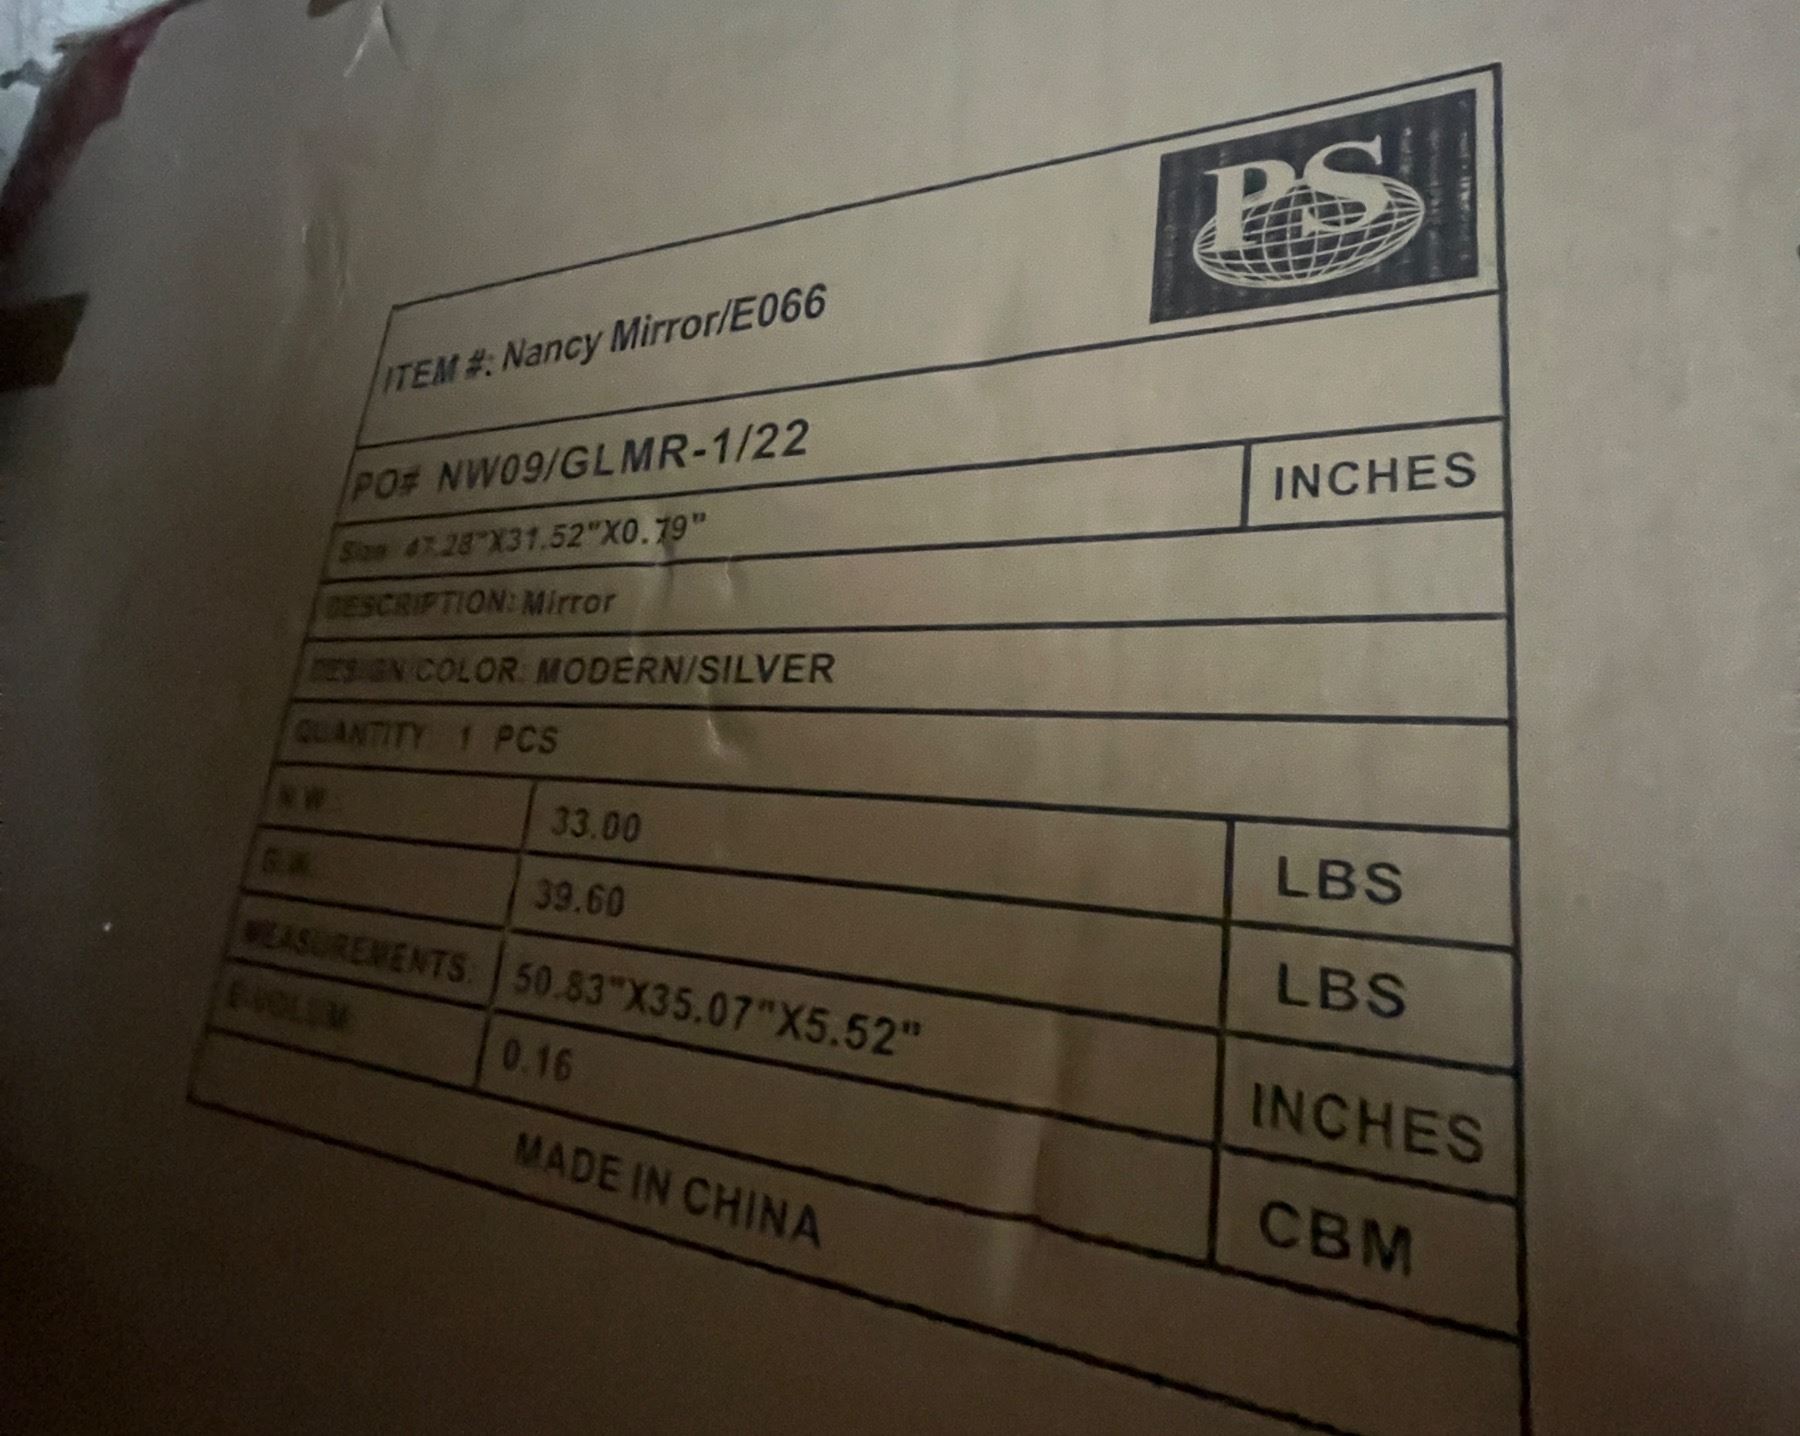 PS
ITEM #: Nancy Mirror/E066
PO# NW09/GLMR-1/22
Size: 47.28"X31.52"X0.79" INCHES
DESCRIPTION: Mirror
DESIGN/COLOR: MODERN/SILVER
QUANTITY: 1 PCS
N.W. 33.00 LBS
G.W. 39.60 LBS
MEASUREMENTS: 50.83"X35.07"X5.52" INCHES
0.16 CBM
MADE IN CHINA